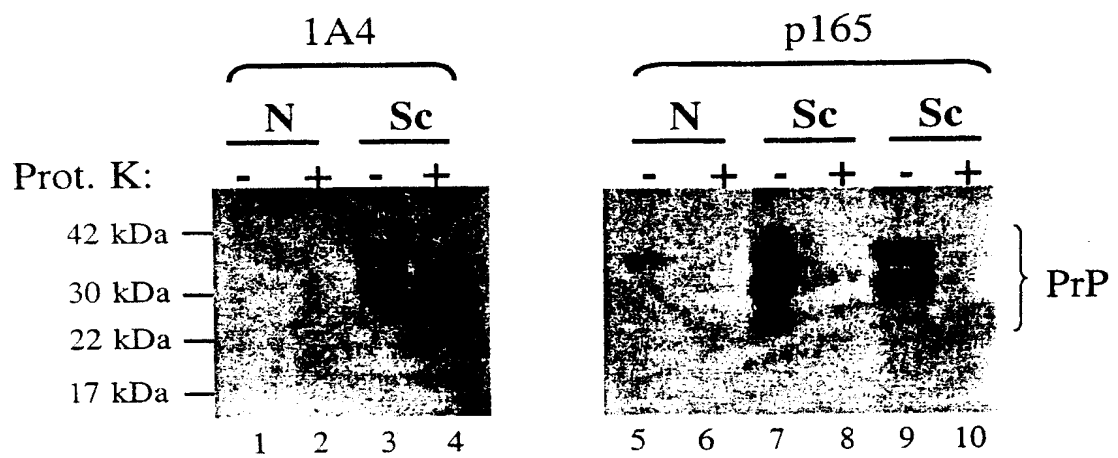 1A4 p165
N Sc N Sc Sc
Prot. K: - + - + - + - + - +
42 kDa
30 kDa PrP
22 kDa
17 kDa
1 2 3 4 5 6 7 8 9 10